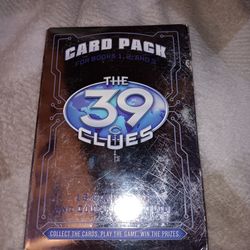 CARD PACK
FOR BOOKS 1, 2, AND 3
THE
39
CLUES
COLLECT THE CARDS. PLAY THE GAME. WIN THE PRIZES.